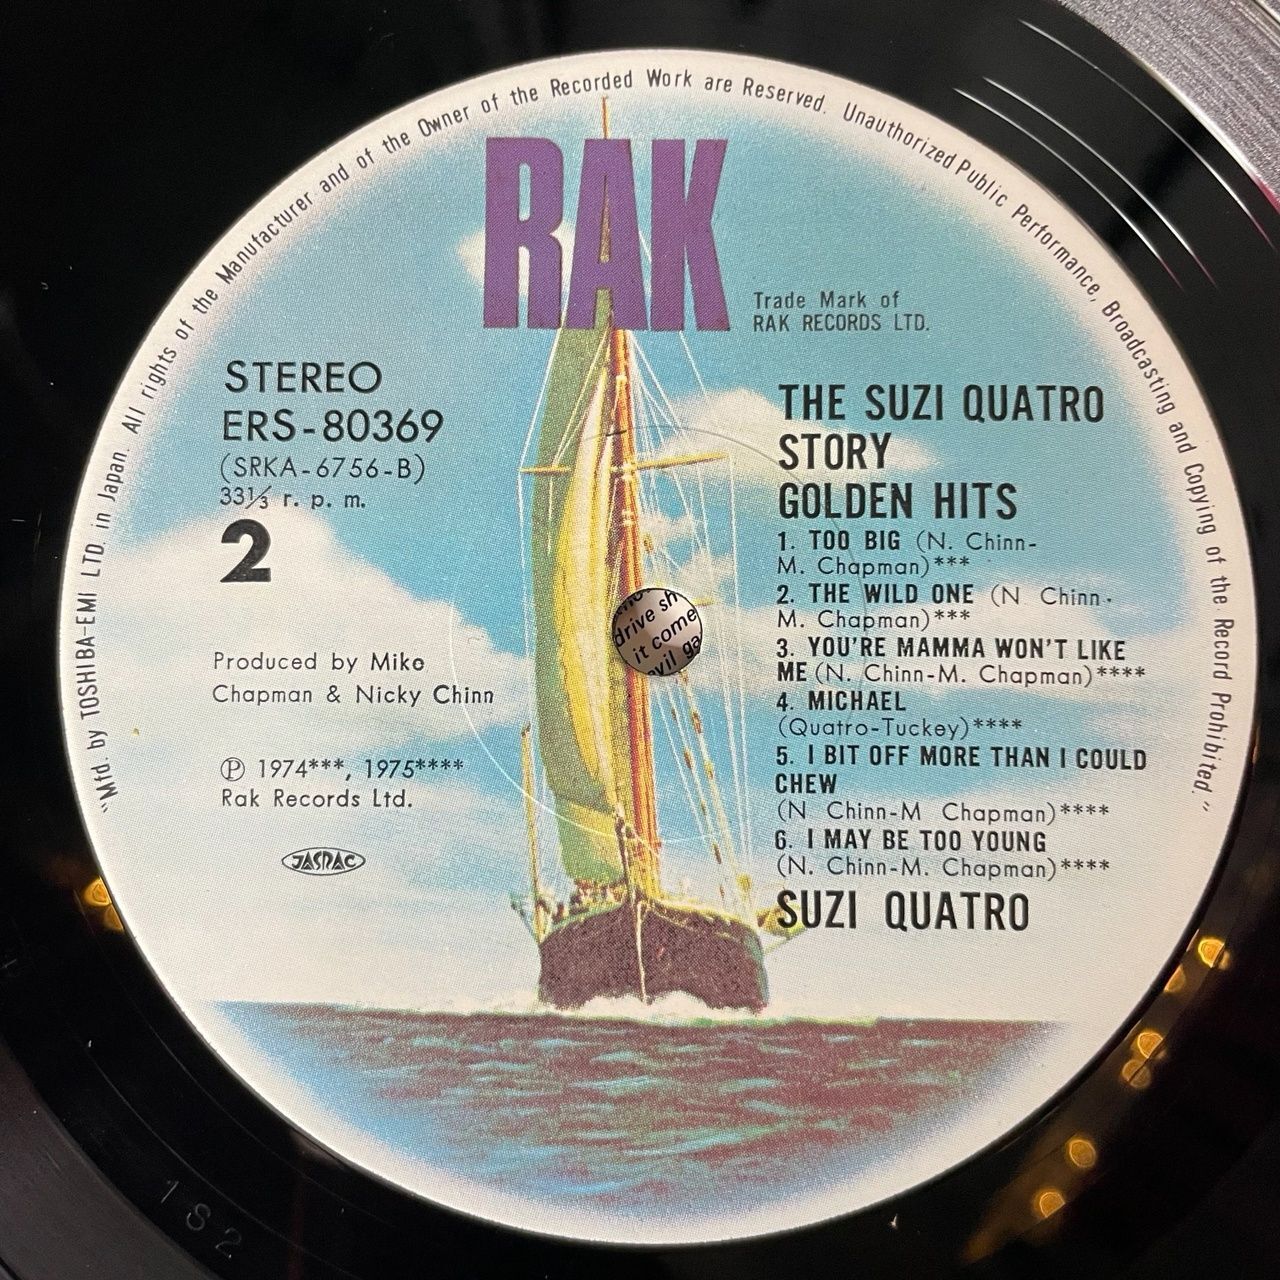 "Mfd. by TOSHIBA-EMI LTD. in Japan. All rights of the Manufacturer and of the Owner of the Recorded Work are Reserved. Unauthorized Public Performance, Broadcasting and Copying of the Record Prohibited."
RAK
Trade Mark of
RAK RECORDS LTD.
STEREO
ERS-80369
(SRKA-6756-B)
33⅓ r. p. m.
2
Produced by Mike
Chapman & Nicky Chinn
Ⓟ 1974***, 1975****
Rak Records Ltd.
JASRAC
THE SUZI QUATRO
STORY
GOLDEN HITS
1. TOO BIG (N. Chinn-
M. Chapman)***
2. THE WILD ONE (N Chinn-
M. Chapman)***
3. YOU'RE MAMMA WON'T LIKE
ME (N. Chinn-M. Chapman)****
4. MICHAEL
(Quatro-Tuckey)****
5. I BIT OFF MORE THAN I COULD
CHEW
(N Chinn-M Chapman)****
6. I MAY BE TOO YOUNG
(N. Chinn-M. Chapman)****
SUZI QUATRO
drive sh
it come
vil ga
1S2